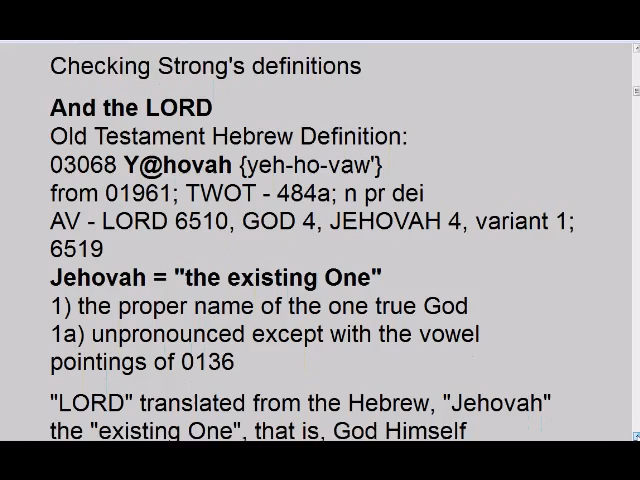 Checking Strong's definitions
And the LORD
Old Testament Hebrew Definition:
03068 Y@hovah {yeh-ho-vaw'}
from 01961; TWOT - 484a; n pr dei
AV - LORD 6510, GOD 4, JEHOVAH 4, variant 1;
6519
Jehovah = "the existing One"
1) the proper name of the one true God
1a) unpronounced except with the vowel
pointings of 0136
"LORD" translated from the Hebrew, "Jehovah"
the "existing One", that is, God Himself